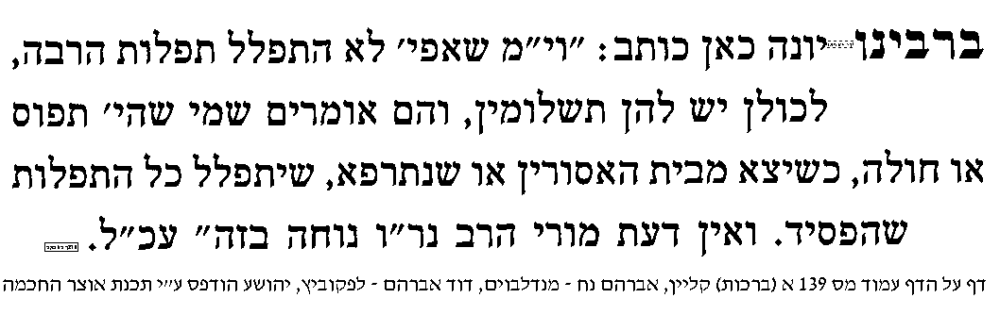 ברבינו יונה כאן כותב: "וי"מ שאפי' לא התפלל תפלות הרבה,
לכולן יש להן תשלומין, והם אומרים שמי שהי' תפוס
או חולה, כשיצא מבית האסורין או שנתרפא, שיתפלל כל התפלות
שהפסיד. ואין דעת מורי הרב נר"ו נוחה בזה" עכ"ל.
דף על הדף עמוד מס 139 א (ברכות) קליין, אברהם נח - מנדלבוים, דוד אברהם - לפקוביץ, יהושע הודפס ע"י תכנת אוצר החכמה